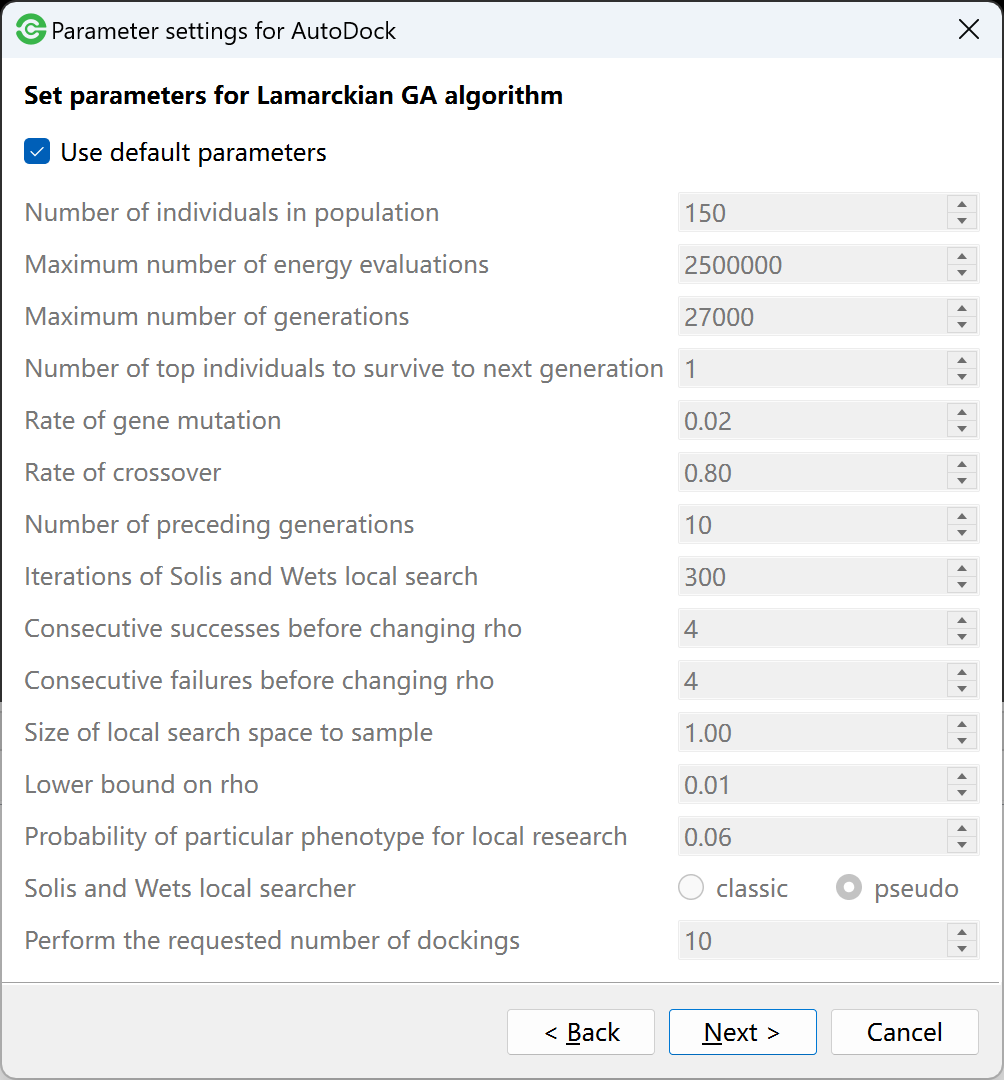 Parameter settings for AutoDock
Set parameters for Lamarckian GA algorithm
Use default parameters
Number of individuals in population 150
Maximum number of energy evaluations 2500000
Maximum number of generations 27000
Number of top individuals to survive to next generation 1
Rate of gene mutation 0.02
Rate of crossover 0.80
Number of preceding generations 10
Iterations of Solis and Wets local search 300
Consecutive successes before changing rho 4
Consecutive failures before changing rho 4
Size of local search space to sample 1.00
Lower bound on rho 0.01
Probability of particular phenotype for local research 0.06
Solis and Wets local searcher classic pseudo
Perform the requested number of dockings 10
< Back Next > Cancel